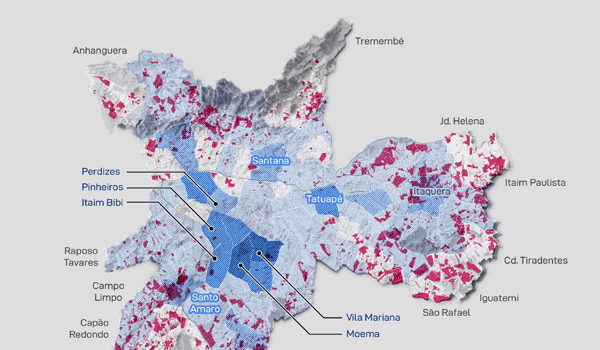 Tremembé
Anhanguera
Jd. Helena
Santana
Perdizes
Pinheiros
Itaim Bibi
Tatuapé
Itaquera
Itaim Paulista
Raposo
Tavares
Cd. Tiradentes
Campo
Limpo
Santo
Amaro
Iguatemi
São Rafael
Vila Mariana
Capão
Redondo
Moema